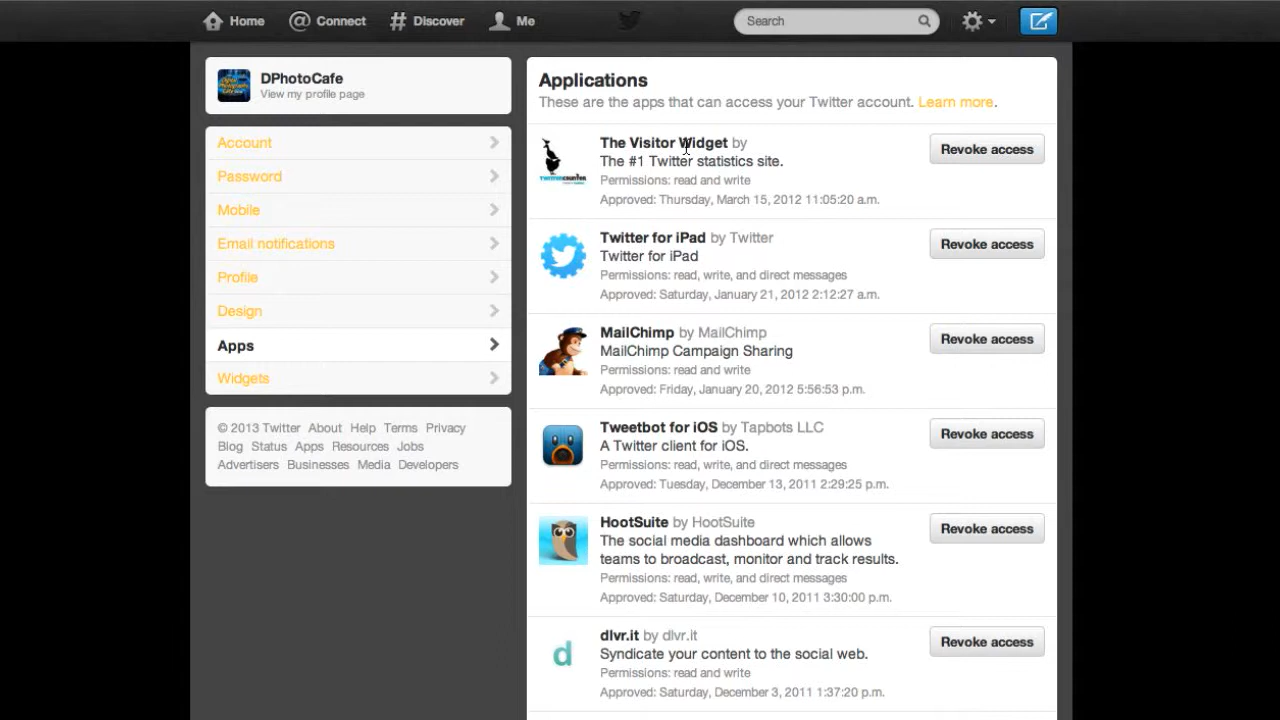 Home Connect Discover Me Search
DPhotoCafe
View my profile page
Account
Password
Mobile
Email notifications
Profile
Design
Apps
Widgets
© 2013 Twitter About Help Terms Privacy
Blog Status Apps Resources Jobs
Advertisers Businesses Media Developers
Applications
These are the apps that can access your Twitter account. Learn more.
The Visitor Widget by
The #1 Twitter statistics site.
Permissions: read and write
Approved: Thursday, March 15, 2012 11:05:20 a.m.
Revoke access
TWITTERCOUNTER
Twitter for iPad by Twitter
Twitter for iPad
Permissions: read, write, and direct messages
Approved: Saturday, January 21, 2012 2:12:27 a.m.
Revoke access
MailChimp by MailChimp
MailChimp Campaign Sharing
Permissions: read and write
Approved: Friday, January 20, 2012 5:56:53 p.m.
Revoke access
Tweetbot for iOS by Tapbots LLC
A Twitter client for iOS.
Permissions: read, write, and direct messages
Approved: Tuesday, December 13, 2011 2:29:25 p.m.
Revoke access
HootSuite by HootSuite
The social media dashboard which allows
teams to broadcast, monitor and track results.
Permissions: read, write, and direct messages
Approved: Saturday, December 10, 2011 3:30:00 p.m.
Revoke access
d
dlvr.it by dlvr.it
Syndicate your content to the social web.
Permissions: read and write
Approved: Saturday, December 3, 2011 1:37:20 p.m.
Revoke access